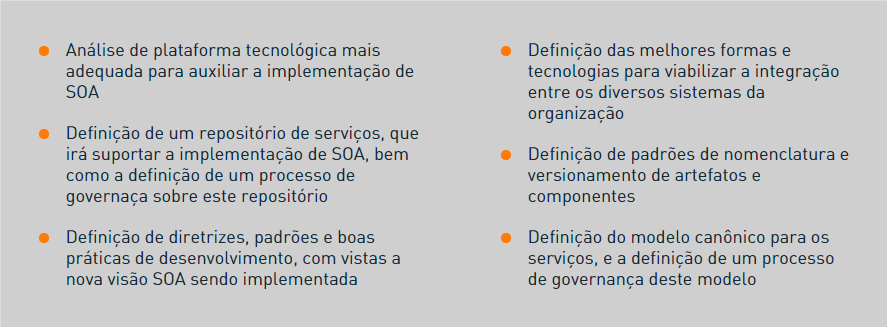 Análise de plataforma tecnológica mais
adequada para auxiliar a implementação de
SOA
Definição de um repositório de serviços, que
irá suportar a implementação de SOA, bem
como a definição de um processo de
governaça sobre este repositório
Definição de diretrizes, padrões e boas
práticas de desenvolvimento, com vistas a
nova visão SOA sendo implementada
Definição das melhores formas e
tecnologias para viabilizar a integração
entre os diversos sistemas da
organização
Definição de padrões de nomenclatura e
versionamento de artefatos e
componentes
Definição do modelo canônico para os
serviços, e a definição de um processo
de governança deste modelo